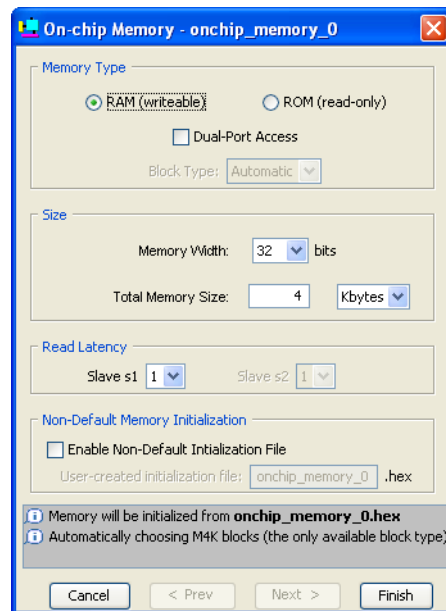 On-chip Memory - onchip_memory_0
Memory Type
RAM (writeable) ROM (read-only)
Dual-Port Access
Block Type: Automatic
Size
Memory Width: 32 bits
Total Memory Size: 4 Kbytes
Read Latency
Slave s1 1 Slave s2 1
Non-Default Memory Initialization
Enable Non-Default Intialization File
User-created initialization file: onchip_memory_0 .hex
Memory will be initialized from onchip_memory_0.hex
Automatically choosing M4K blocks (the only available block type)
Cancel < Prev Next > Finish